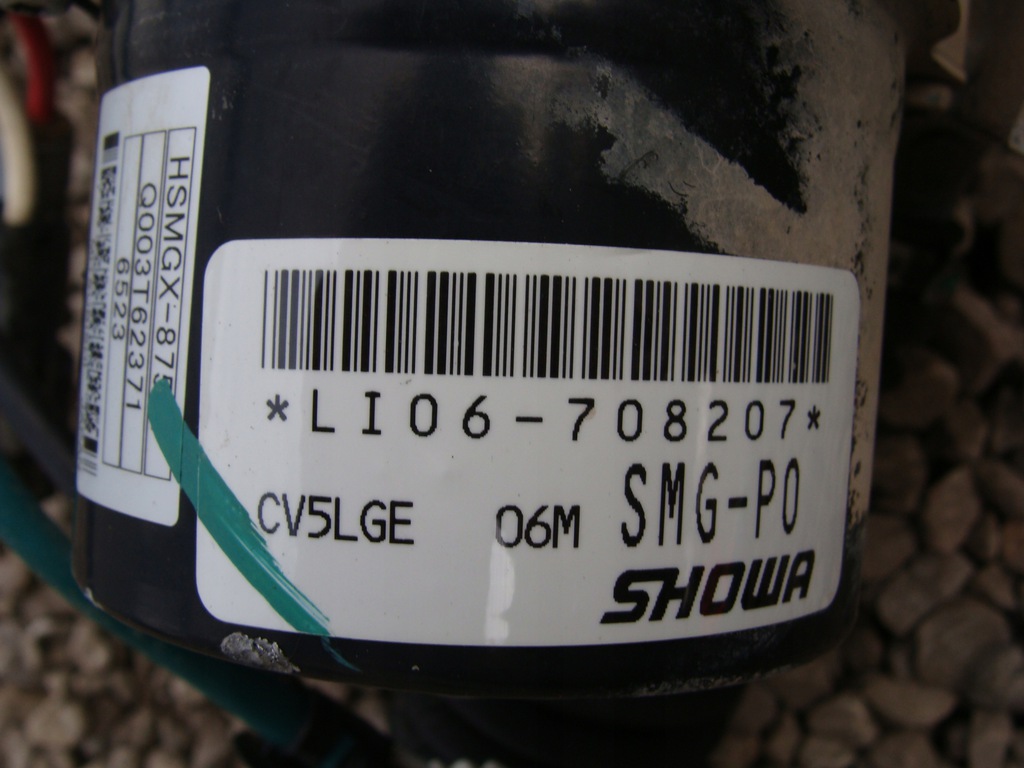 HSMGX-875
Q003T62371
6523
*LI06-708207*
CV5LGE 06M SMG-P0
SHOWA